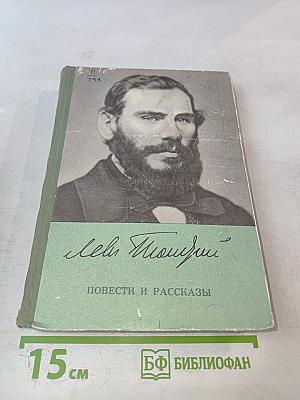 Лев Толстой
ПОВЕСТИ И РАССКАЗЫ
15 см
БФ БИБЛИОФАН